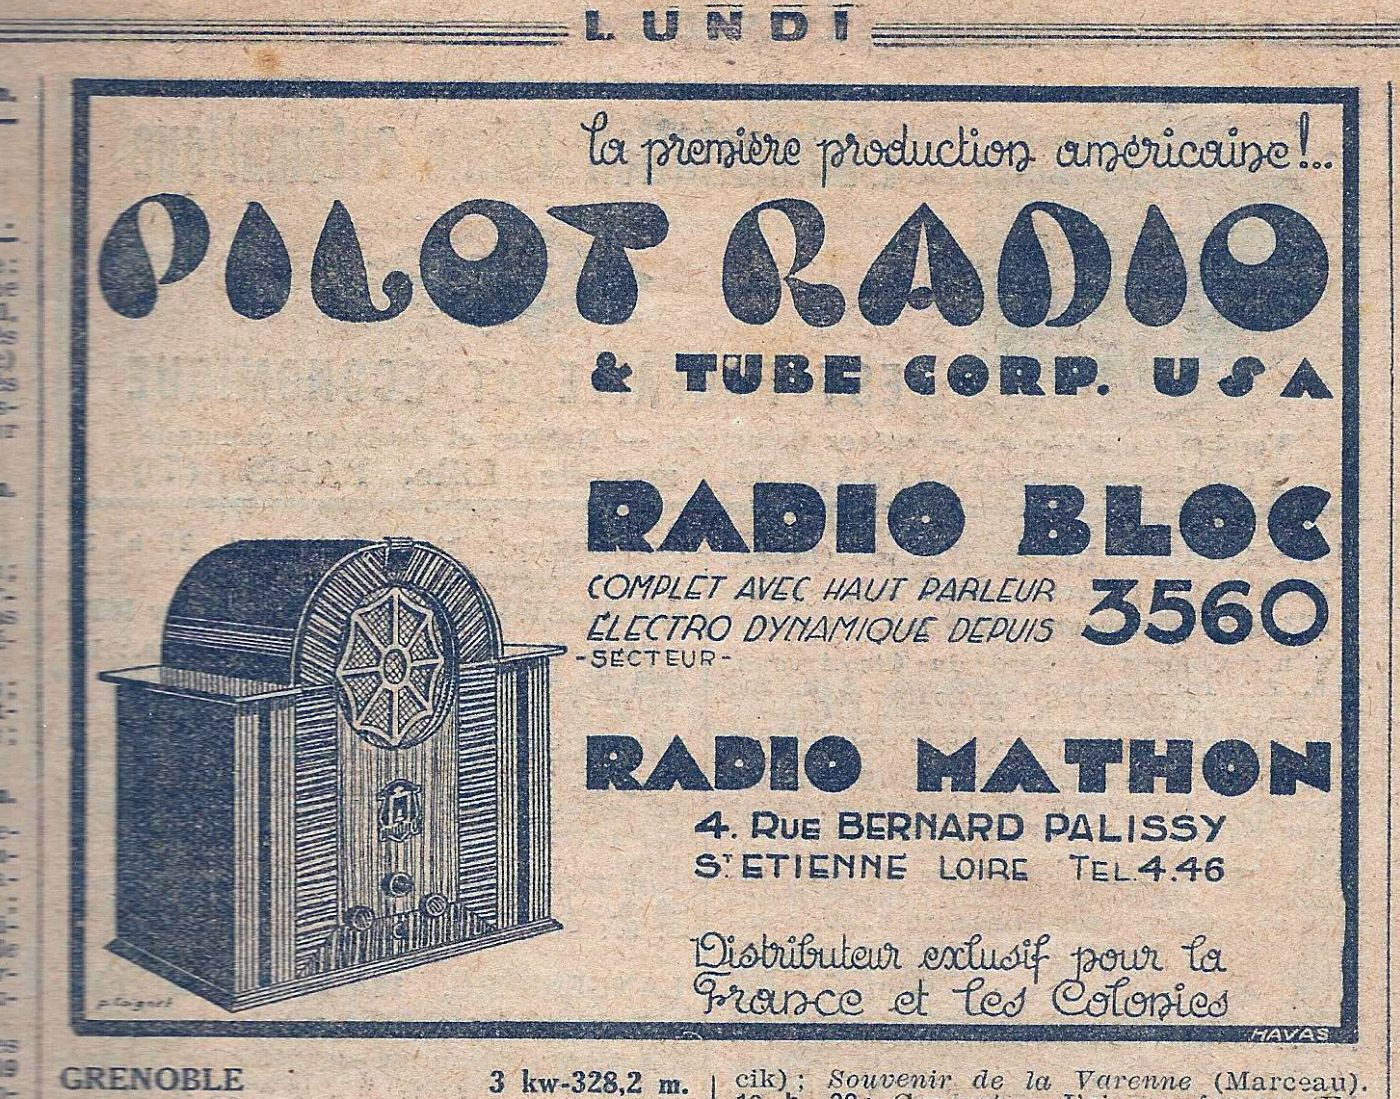 LUNDI
la première production américaine!..
PILOT RADIO
& TUBE CORP. USA
RADIO BLOC
COMPLET AVEC HAUT PARLEUR
ÉLECTRO DYNAMIQUE DEPUIS 3560
-SECTEUR-
RADIO MATHON
4. RUE BERNARD PALISSY
ST. ETIENNE LOIRE TEL.4.46
Distributeur exclusif pour la
France et les Colonies
HAVAS
GRENOBLE 3 kw-328,2 m.
cik) ; Souvenir de la Varenne (Marceau).